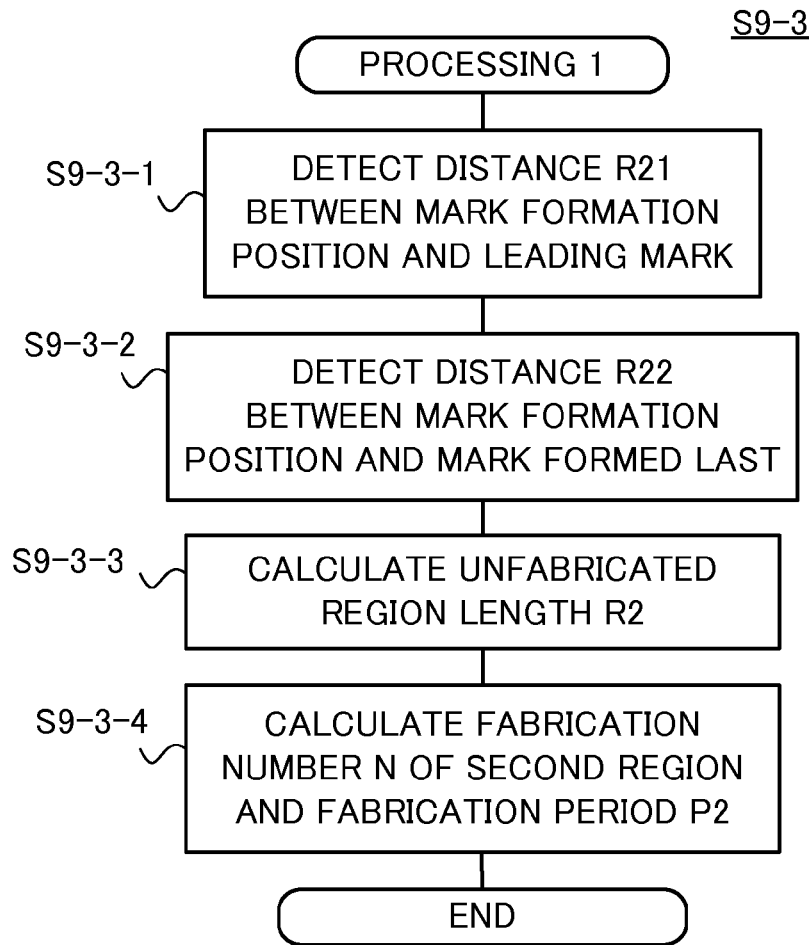 S9-3
PROCESSING 1
S9-3-1
DETECT DISTANCE R21
BETWEEN MARK FORMATION
POSITION AND LEADING MARK
S9-3-2
DETECT DISTANCE R22
BETWEEN MARK FORMATION
POSITION AND MARK FORMED LAST
S9-3-3
CALCULATE UNFABRICATED
REGION LENGTH R2
S9-3-4
CALCULATE FABRICATION
NUMBER N OF SECOND REGION
AND FABRICATION PERIOD P2
END